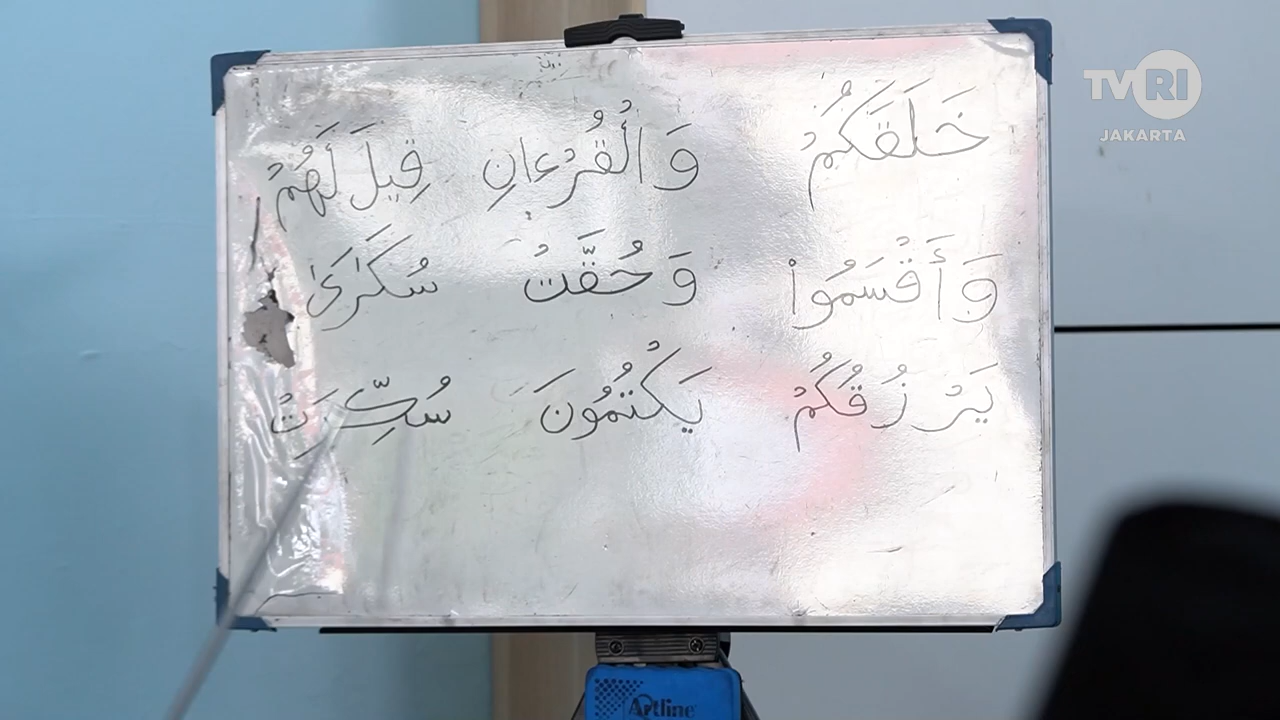 خَلَقَكُمْ وَالْقُرْءَانِ قِيلَ لَهُمْ
وَأَقْسَمُوا۟ وَحُقَّتْ سُكَـٰرَىٰ
يَرْزُقُكُمْ يَكْتُمُونَ سُكِّرَتْ
TVRI
JAKARTA
Artline